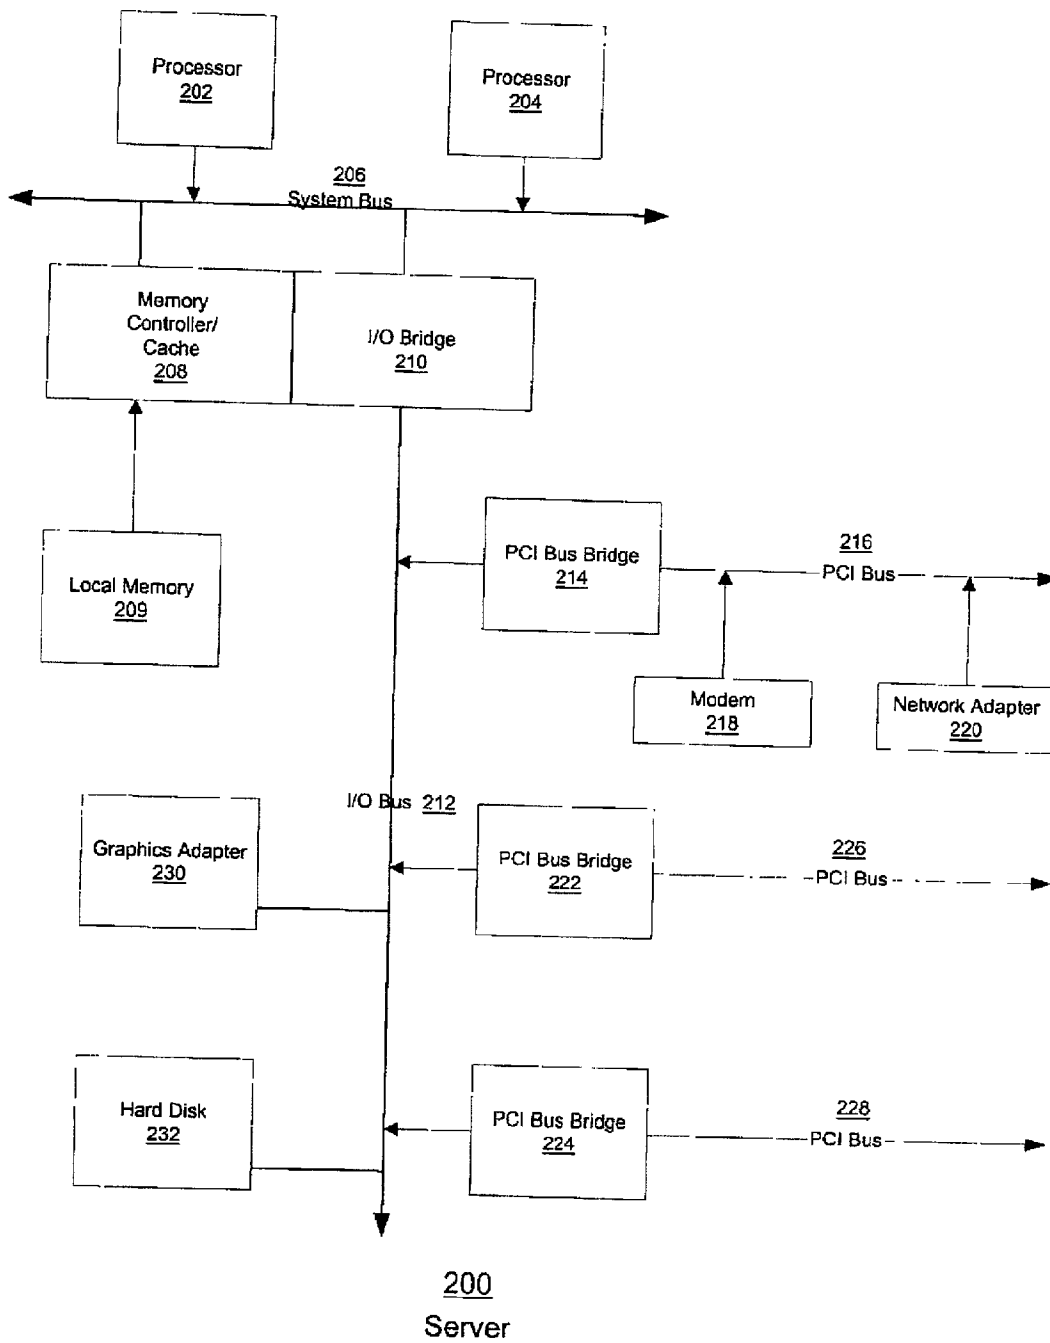 Processor
202
Processor
204
206
System Bus
Memory
Controller/
Cache
208
I/O Bridge
210
PCI Bus Bridge
214
216
PCI Bus
Local Memory
209
Modem
218
Network Adapter
220
I/O Bus 212
Graphics Adapter
230
PCI Bus Bridge
222
226
PCI Bus
Hard Disk
232
PCI Bus Bridge
224
228
PCI Bus
200
Server